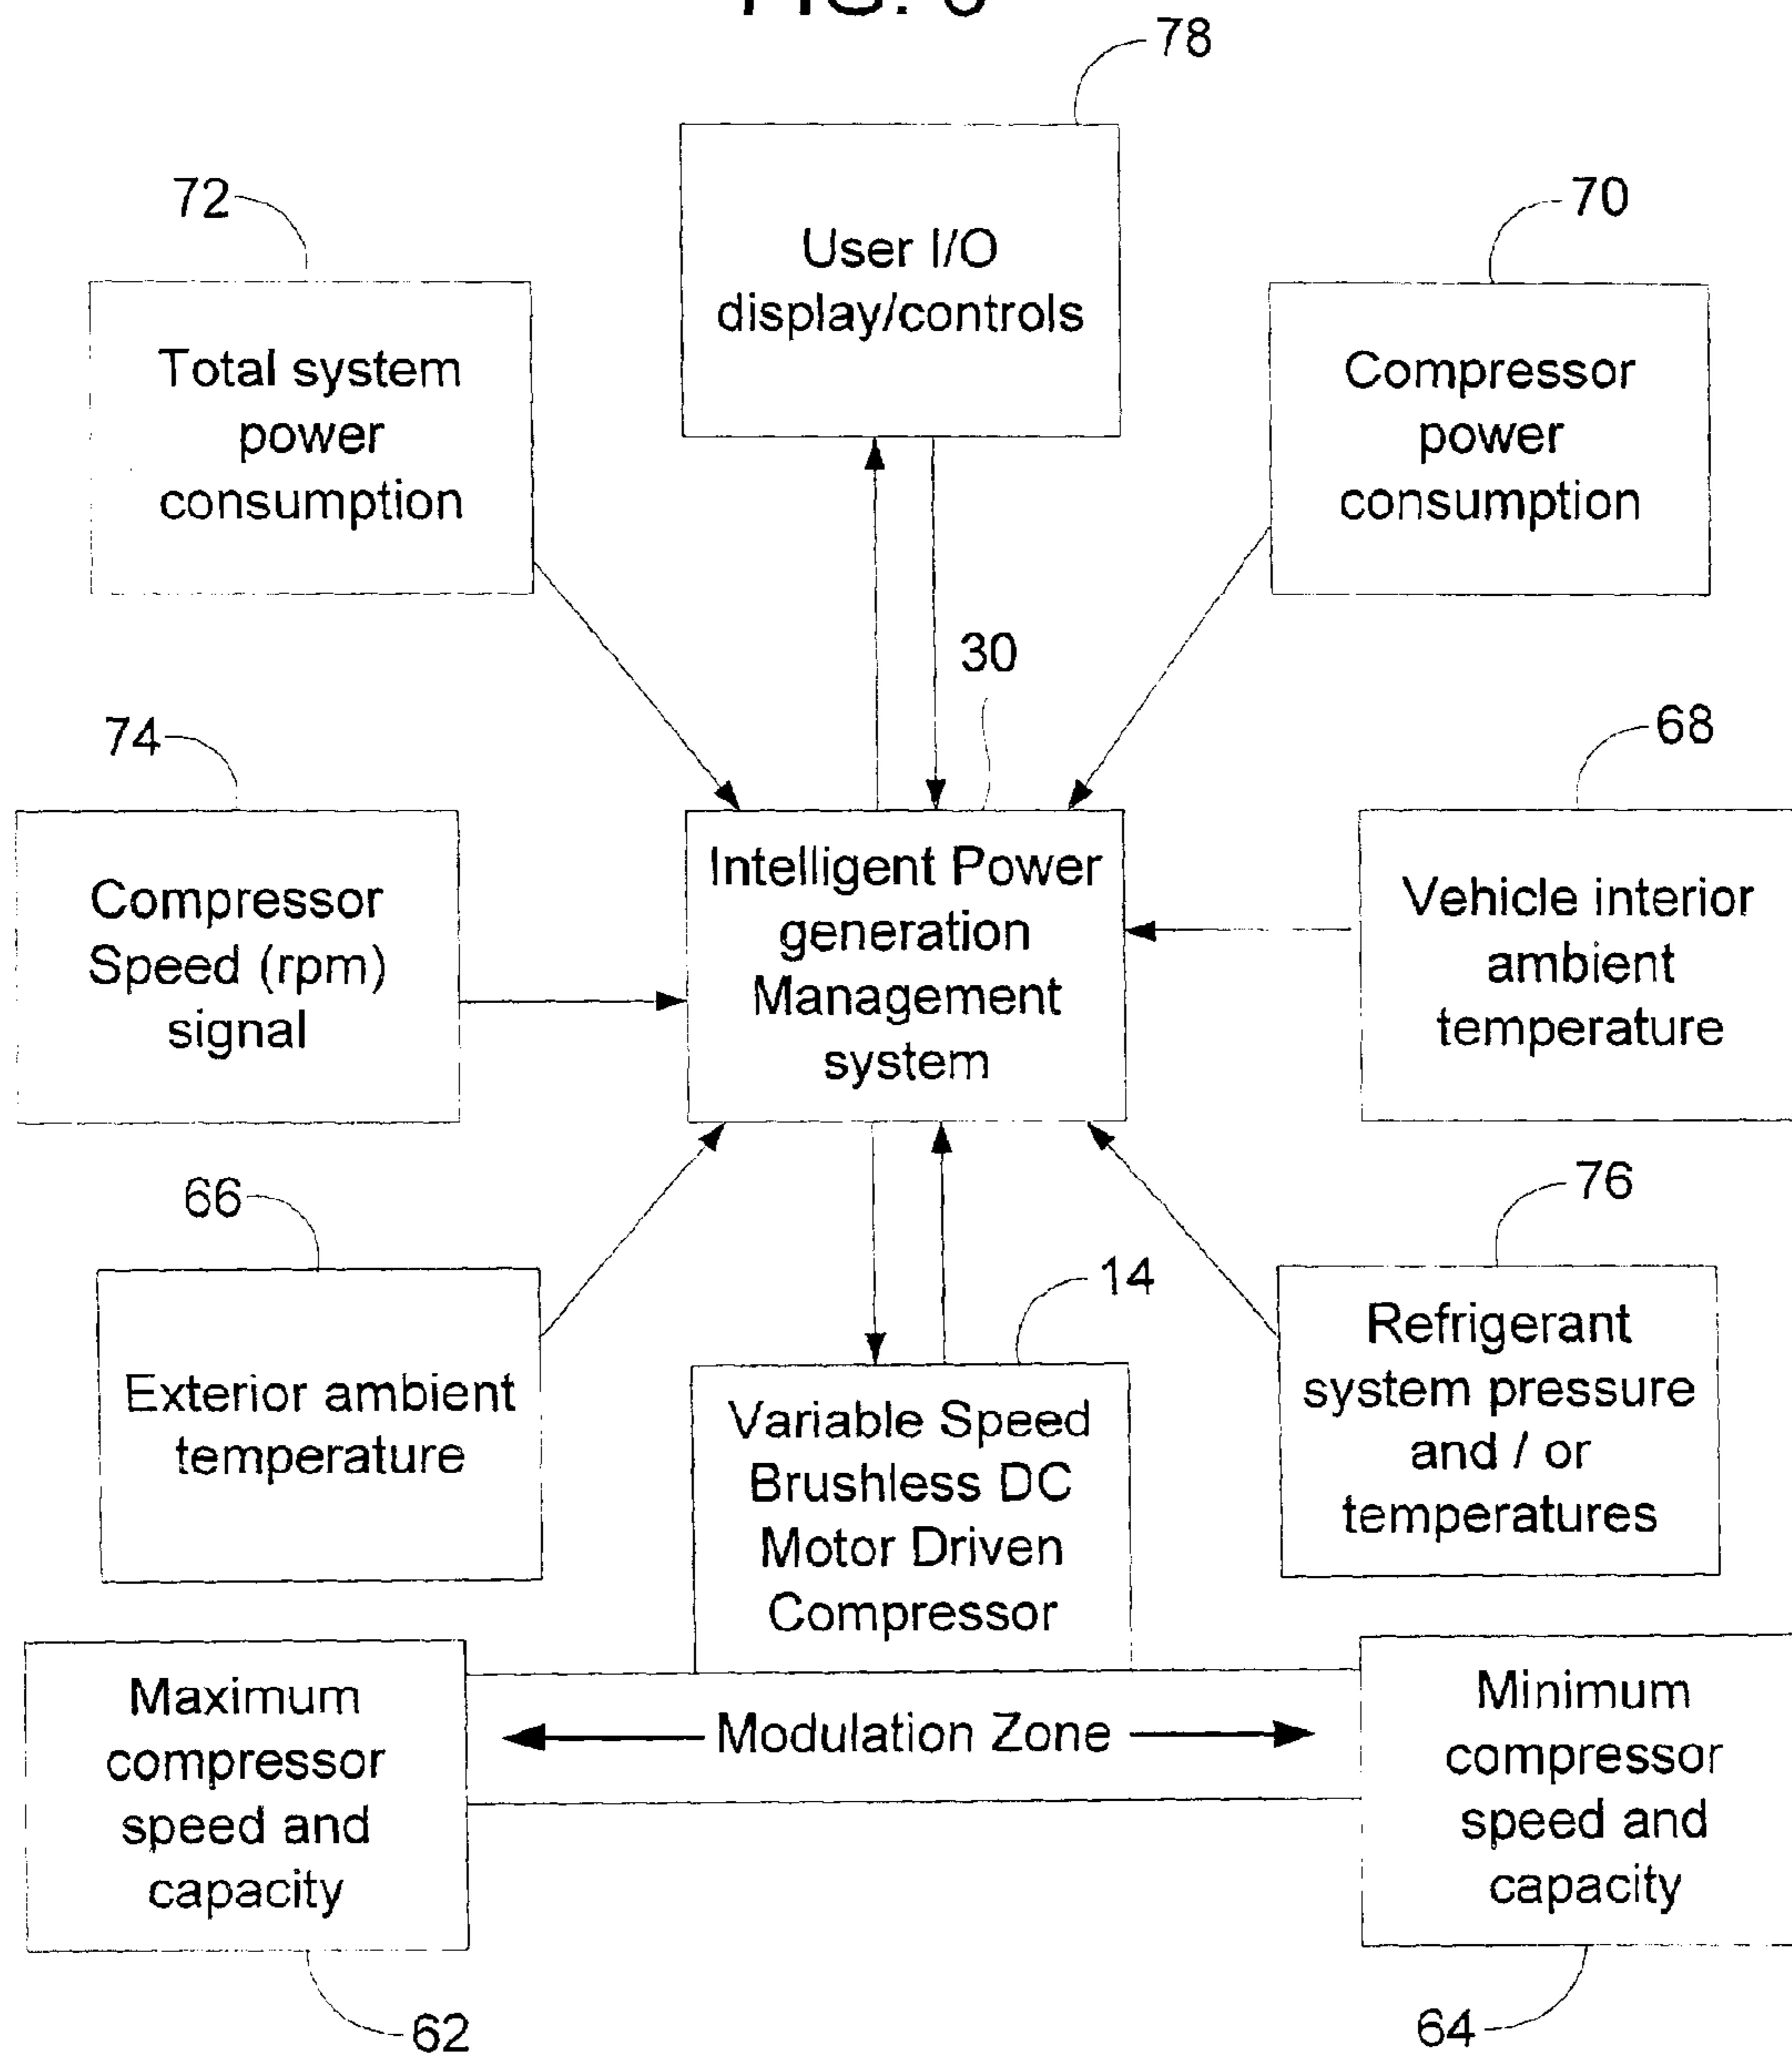 78
72
70
User I/O
display/controls
Total system
power
consumption
Compressor
power
consumption
30
74
68
Intelligent Power
generation
Management
system
Compressor
Speed (rpm)
signal
Vehicle interior
ambient
temperature
66
76
14
Exterior ambient
temperature
Variable Speed
Brushless DC
Motor Driven
Compressor
Refrigerant
system pressure
and / or
temperatures
Maximum
compressor
speed and
capacity
Modulation Zone
Minimum
compressor
speed and
capacity
62
64